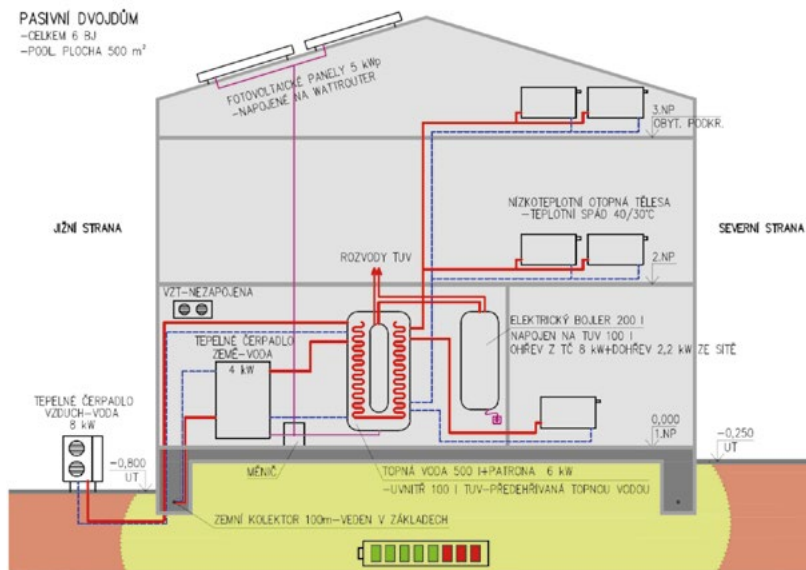 PASIVNÍ DVOJDŮM
-CELKEM 6 BJ
-PODL. PLOCHA 500 m²
FOTOVOLTAICKÉ PANELY 5 kWp
-NAPOJENÉ NA WATTROUTER
3.NP
OBYT. PODKR.
JIŽNÍ STRANA
NÍZKOTEPLOTNÍ OTOPNÁ TĚLESA
-TEPLOTNÍ SPÁD 40/30°C
SEVERNÍ STRANA
ROZVODY TUV
2.NP
VZT-NEZAPOJENA
TEPELNÉ ČERPADLO
ZEMĚ-VODA
4 kW
ELEKTRICKÝ BOJLER 200 l
NAPOJEN NA TUV 100 l
OHŘEV Z TČ 8 kW+DOHŘEV 2,2 kW ZE SÍTĚ
TEPELNÉ ČERPADLO
VZDUCH-VODA
8 kW
0,000
1.NP
-0,250
UT
-0,800
UT
MĚNIČ
TOPNÁ VODA 500 l+PATRONA 6 kW
-UVNITŘ 100 l TUV-PŘEDEHŘÍVANÁ TOPNOU VODOU
ZEMNÍ KOLEKTOR 100m-VEDEN V ZÁKLADECH